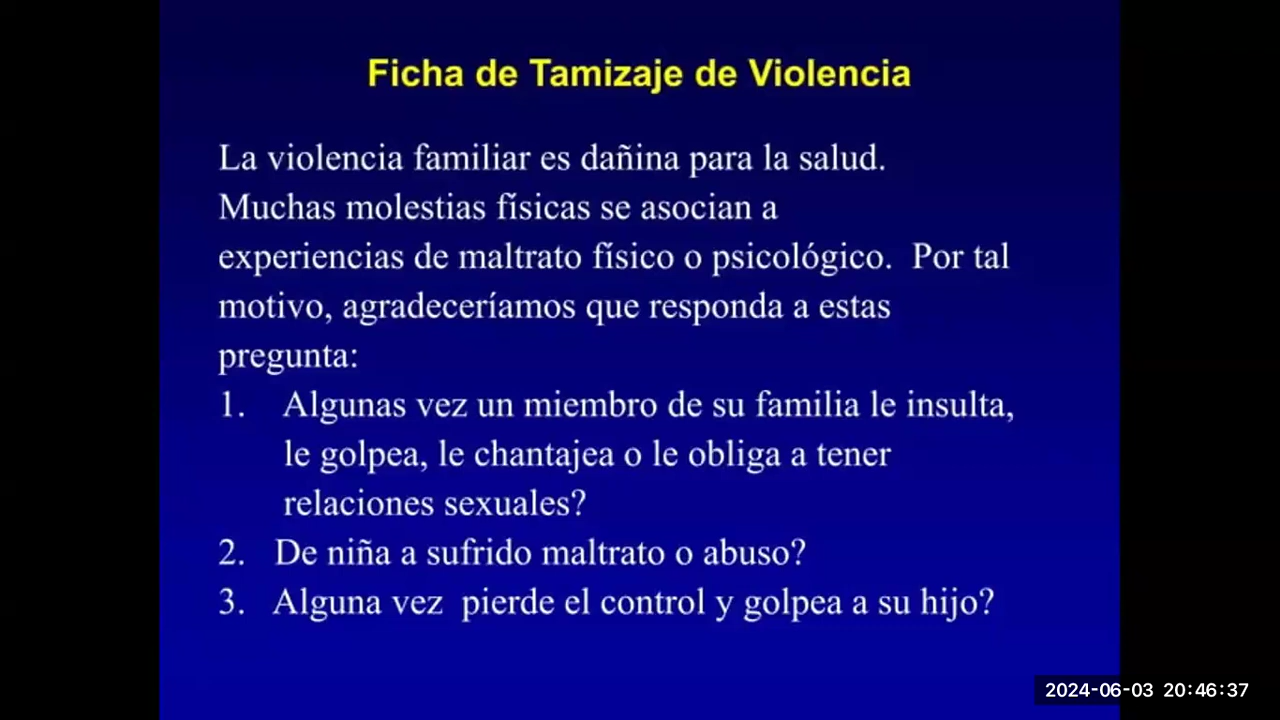 Ficha de Tamizaje de Violencia
La violencia familiar es dañina para la salud.
Muchas molestias físicas se asocian a
experiencias de maltrato físico o psicológico.  Por tal
motivo, agradeceríamos que responda a estas
pregunta:
1.    Algunas vez un miembro de su familia le insulta,
le golpea, le chantajea o le obliga a tener
relaciones sexuales?
2.   De niña a sufrido maltrato o abuso?
3.   Alguna vez  pierde el control y golpea a su hijo?
2024-06-03 20:46:37